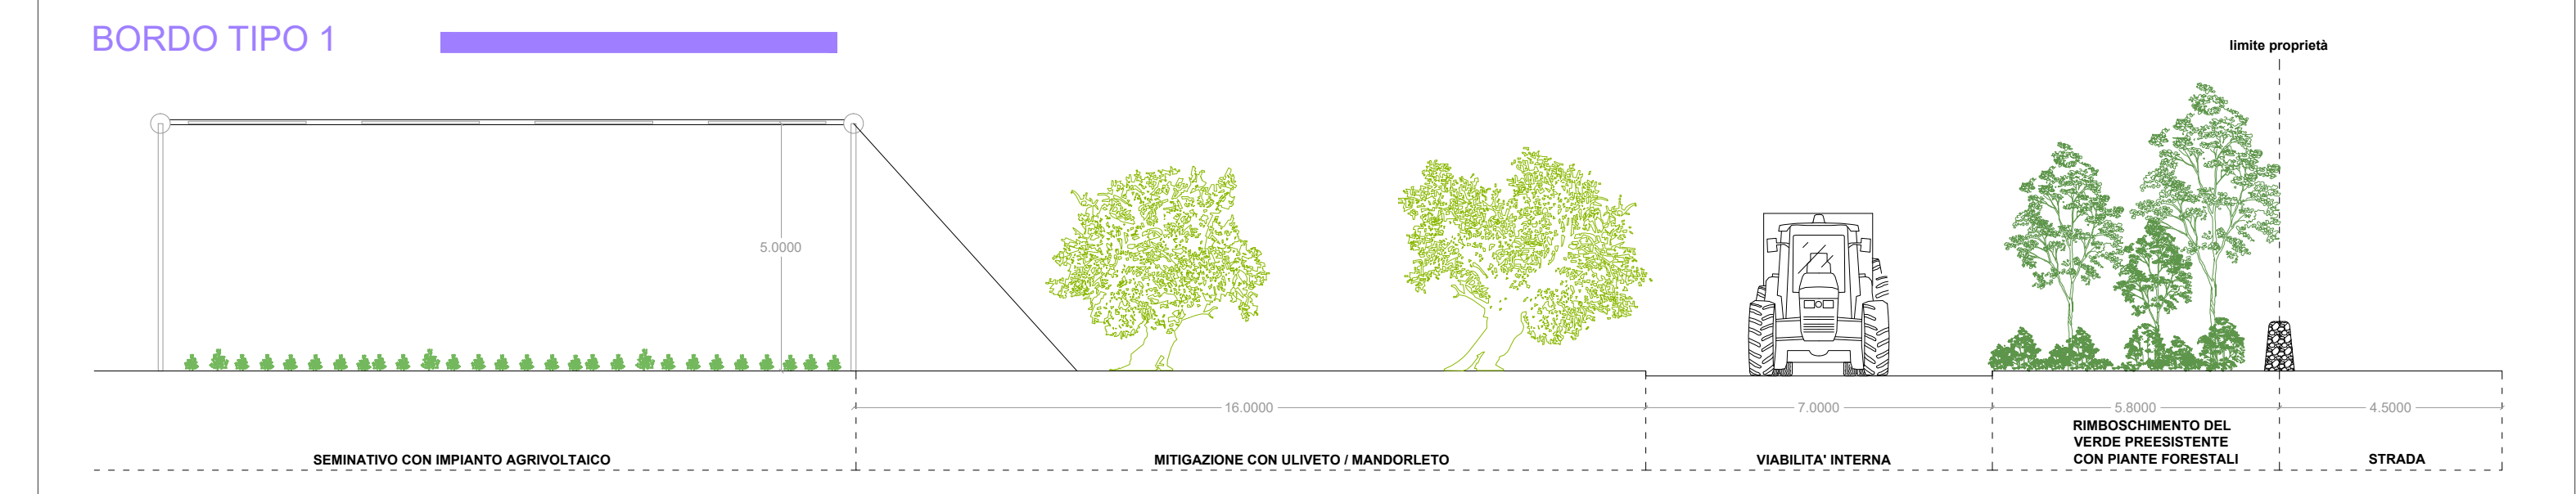 BORDO TIPO 1
limite proprietà
5.0000
16.0000
7.0000
5.8000
4.5000
SEMINATIVO CON IMPIANTO AGRIVOLTAICO
MITIGAZIONE CON ULIVETO / MANDORLETO
VIABILITA' INTERNA
RIMBOSCHIMENTO DEL
VERDE PREESISTENTE
CON PIANTE FORESTALI
STRADA